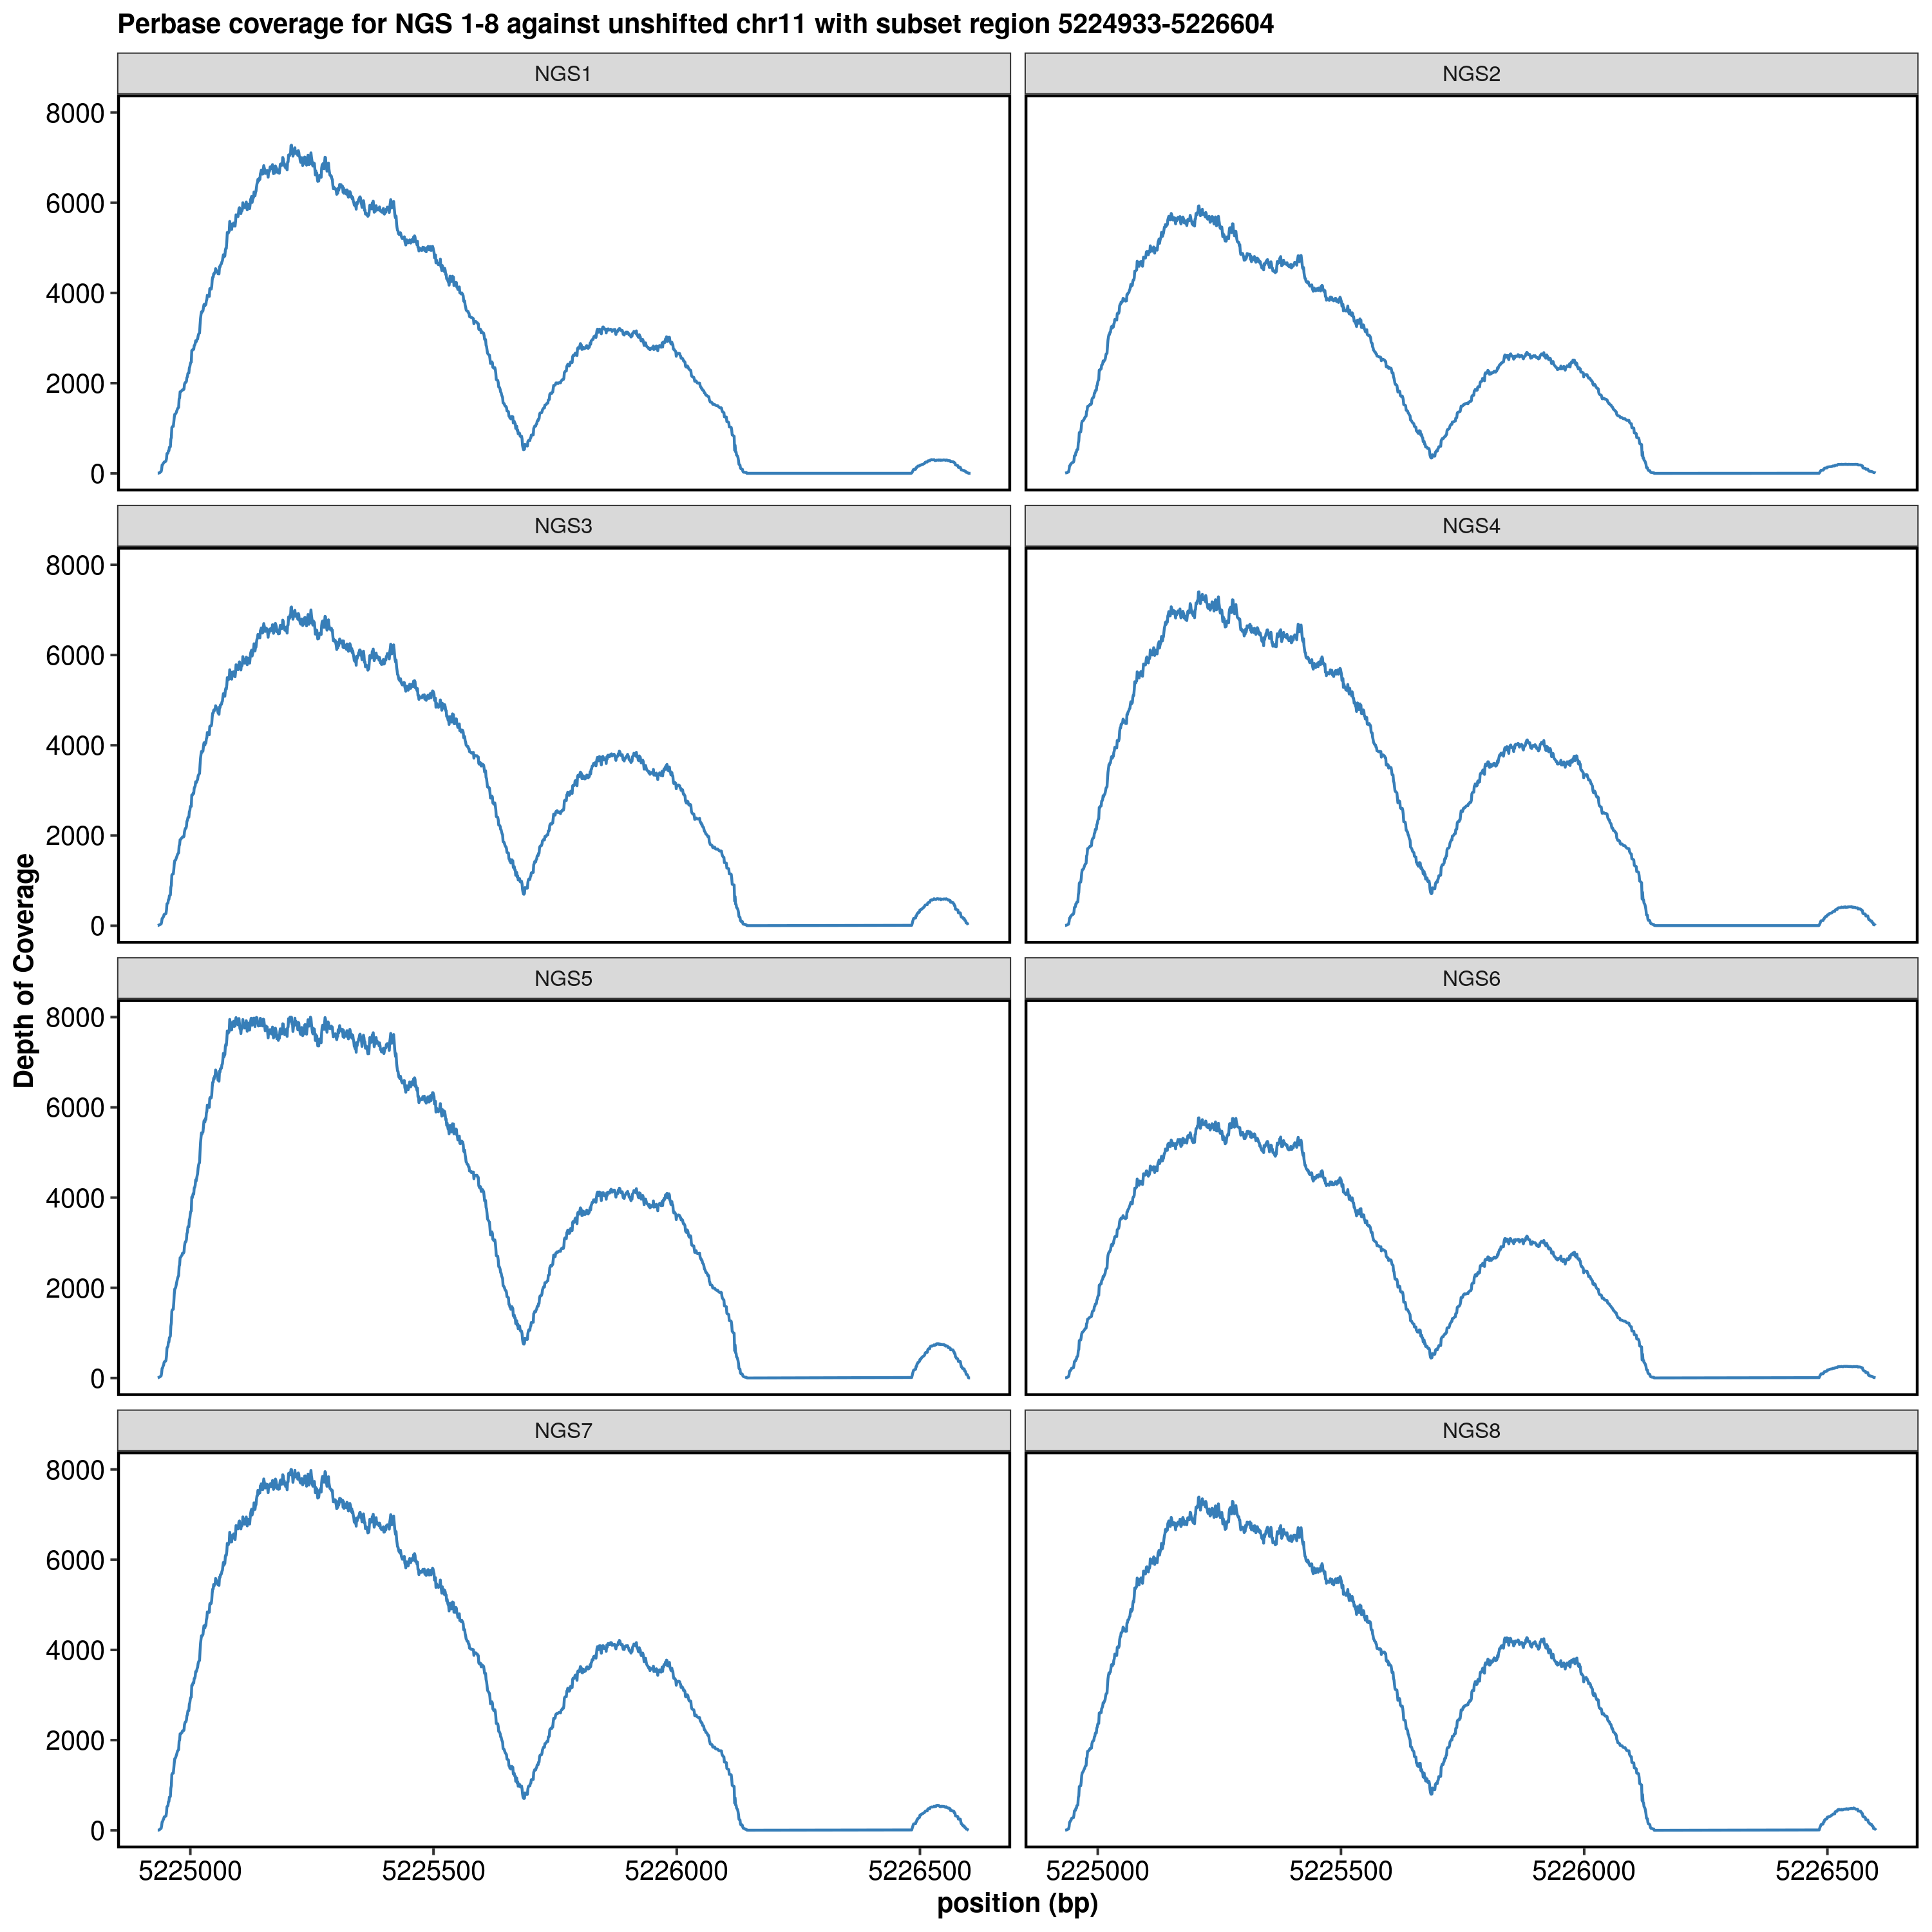 Perbase coverage for NGS 1-8 against unshifted chr11 with subset region 5224933-5226604
NGS1
NGS2
8000
6000
4000
2000
0
NGS3
NGS4
8000
6000
4000
2000
0
Depth of Coverage
NGS5
NGS6
8000
6000
4000
2000
0
NGS7
NGS8
8000
6000
4000
2000
0
5225000 5225500 5226000 5226500 5225000 5225500 5226000 5226500
position (bp)